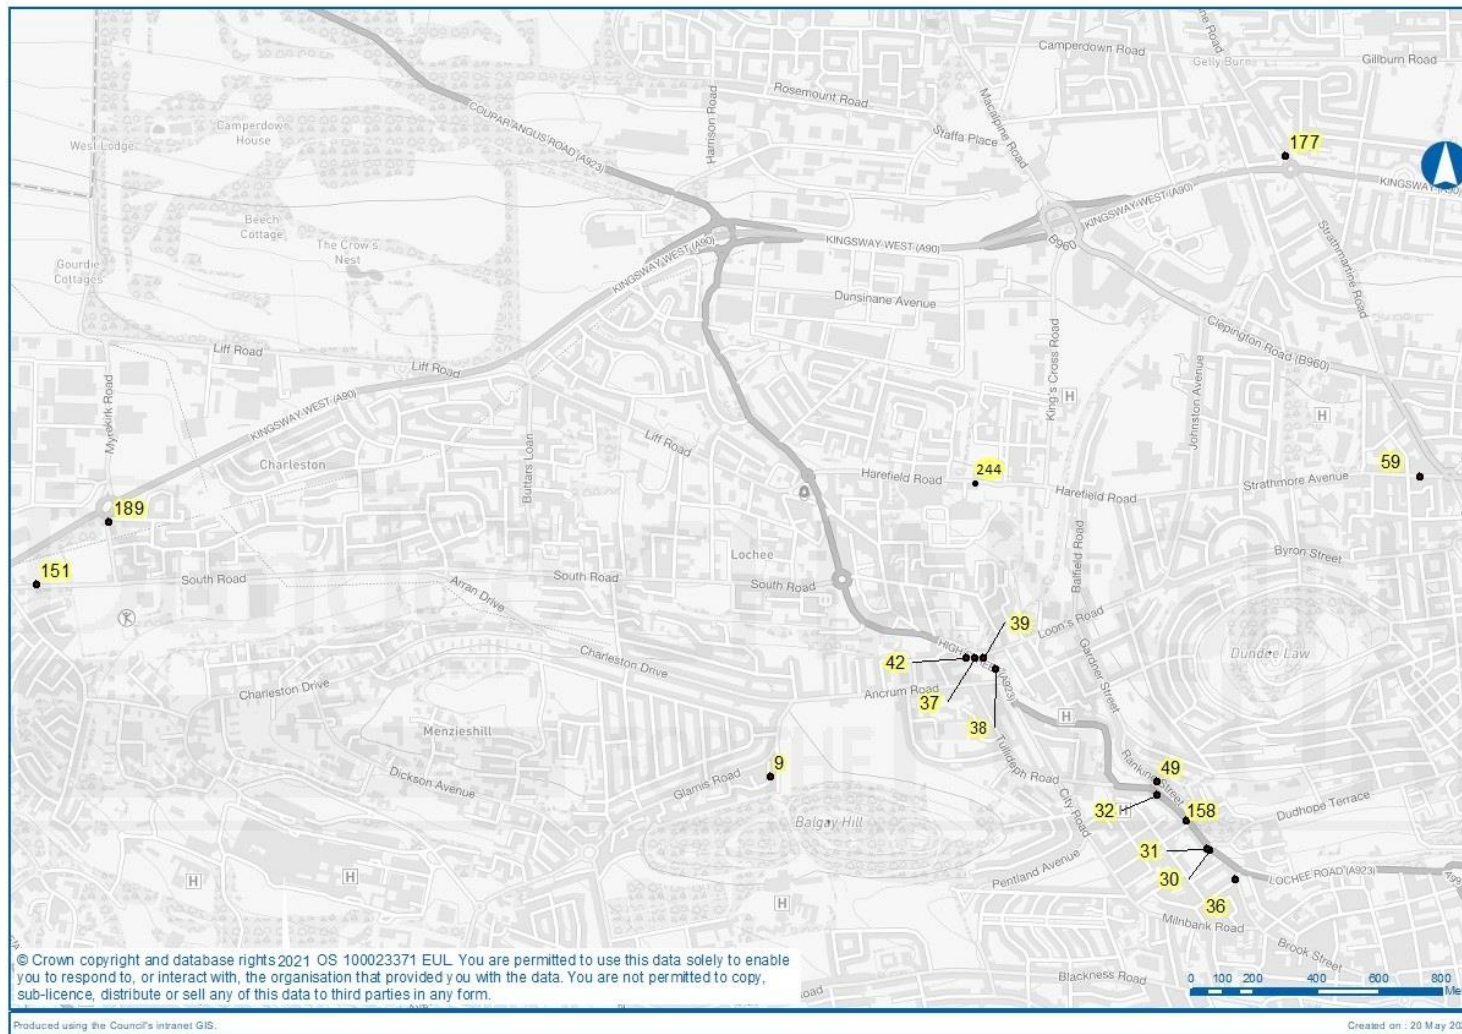 Camperdown Road
Gelly Burn
Gillburn Road
Rosemount Road
Macalpine Road
Staffa Place
Harrison Road
COUPAR ANGUS ROAD (A923)
Camperdown
House
West Lodge
177
KINGSWAY (A90)
KINGSWAY WEST (A90)
KINGSWAY WEST (A90)
KINGSWAY WEST (A90)
B960
Strathmartine Road
Beech
Cottage
The Crow's
Nest
Gourdie
Cottages
Dunsinane Avenue
Clepington Road (B960)
King's Cross Road
Johnston Avenue
Liff Road
Liff Road
Myrekirk Road
KINGSWAY WEST (A90)
H
H
Liff Road
Charleston
Buttars Loan
Harefield Road
244
Harefield Road
Strathmore Avenue
59
189
Lochee
Balfield Road
Byron Street
151
South Road
South Road
South Road
Arran Drive
Loon's Road
39
42
HIGH STREET (A923)
Dundee Law
Charleston Drive
Charleston Drive
Ancrum Road
37
38
Gardner Street
H
Menzieshill
Tullideph Road
9
Glamis Road
Dickson Avenue
49
Rankine Street
32
H
City Road
158
Dudhope Terrace
Balgay Hill
31
30
Pentland Avenue
LOCHEE ROAD (A923)
H
H
H
36
Milnbank Road
Brook Street
Blackness Road
© Crown copyright and database rights 2021 OS 100023371 EUL. You are permitted to use this data solely to enable
you to respond to, or interact with, the organisation that provided you with the data. You are not permitted to copy,
sub-licence, distribute or sell any of this data to third parties in any form.
0 100 200 400 600 800
Me
Produced using the Council's intranet GIS.
Created on : 20 May 20